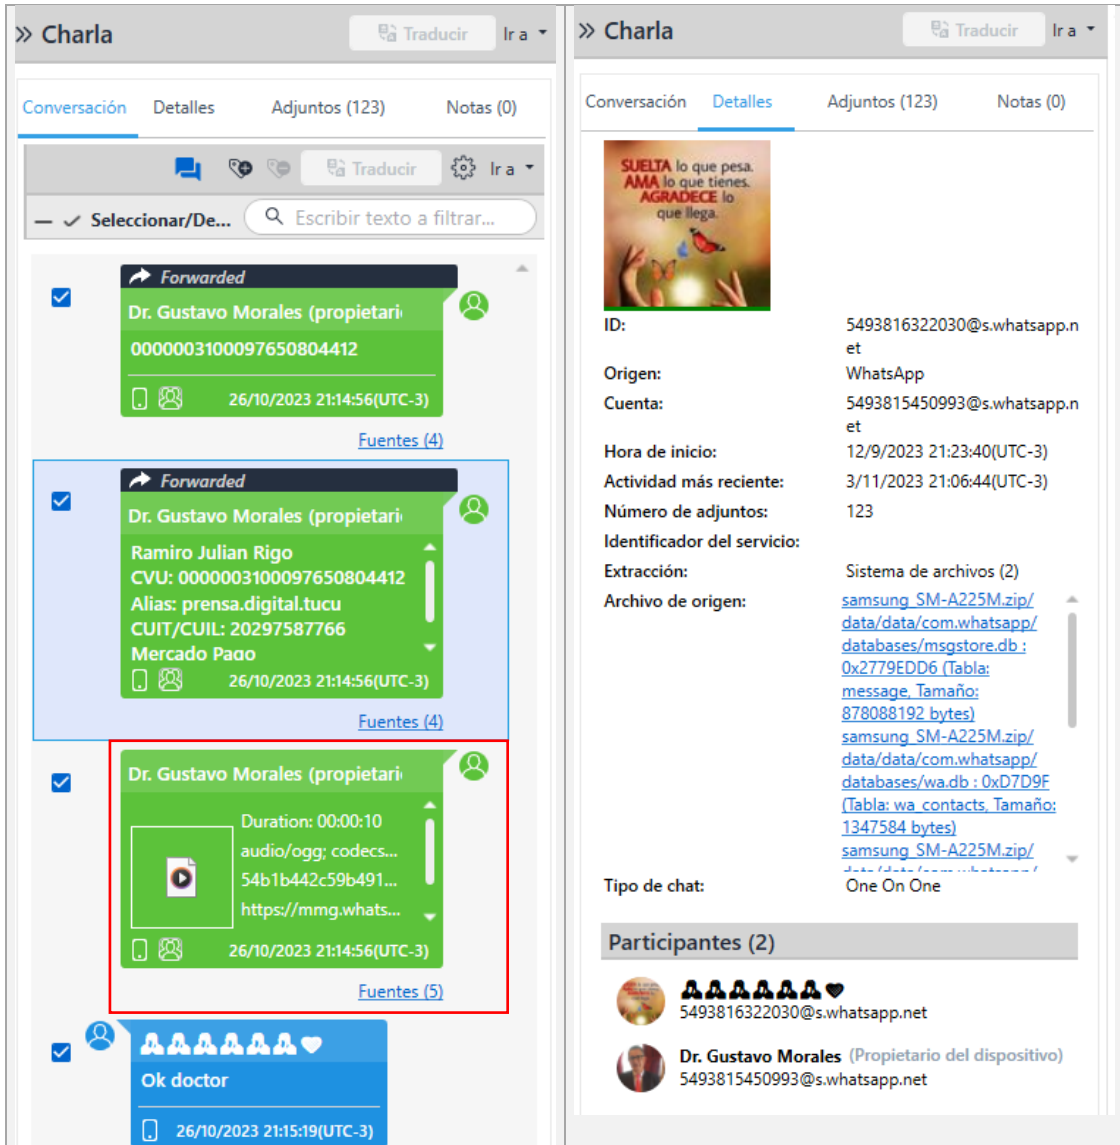 Charla
Traducir
Ir a
Conversación
Detalles
Adjuntos (123)
Notas (0)
Traducir
Ir a
Seleccionar/De...
Escribir texto a filtrar...
Forwarded
Dr. Gustavo Morales (propietari
0000003100097650804412
26/10/2023 21:14:56(UTC-3)
Fuentes (4)
Forwarded
Dr. Gustavo Morales (propietari
Ramiro Julian Rigo
CVU: 0000003100097650804412
Alias: prensa.digital.tucu
CUIT/CUIL: 20297587766
Mercado Pago
26/10/2023 21:14:56(UTC-3)
Fuentes (4)
Dr. Gustavo Morales (propietari
Duration: 00:00:10
audio/ogg; codecs...
54b1b442c59b491...
https://mmg.whats...
26/10/2023 21:14:56(UTC-3)
Fuentes (5)
Ok doctor
26/10/2023 21:15:19(UTC-3)
Charla
Traducir
Ir a
Conversación
Detalles
Adjuntos (123)
Notas (0)
SUELTA lo que pesa.
AMA lo que tienes.
AGRADECE lo
que llega.
ID: 5493816322030@s.whatsapp.n
et
Origen: WhatsApp
Cuenta: 5493815450993@s.whatsapp.n
et
Hora de inicio: 12/9/2023 21:23:40(UTC-3)
Actividad más reciente: 3/11/2023 21:06:44(UTC-3)
Número de adjuntos: 123
Identificador del servicio:
Extracción: Sistema de archivos (2)
Archivo de origen: samsung_SM-A225M.zip/
data/data/com.whatsapp/
databases/msgstore.db :
0x2779EDD6 (Tabla:
message, Tamaño:
878088192 bytes)
samsung_SM-A225M.zip/
data/data/com.whatsapp/
databases/wa.db : 0xD7D9F
(Tabla: wa_contacts, Tamaño:
1347584 bytes)
samsung_SM-A225M.zip/
Tipo de chat: One On One
Participantes (2)
5493816322030@s.whatsapp.net
Dr. Gustavo Morales (Propietario del dispositivo)
5493815450993@s.whatsapp.net